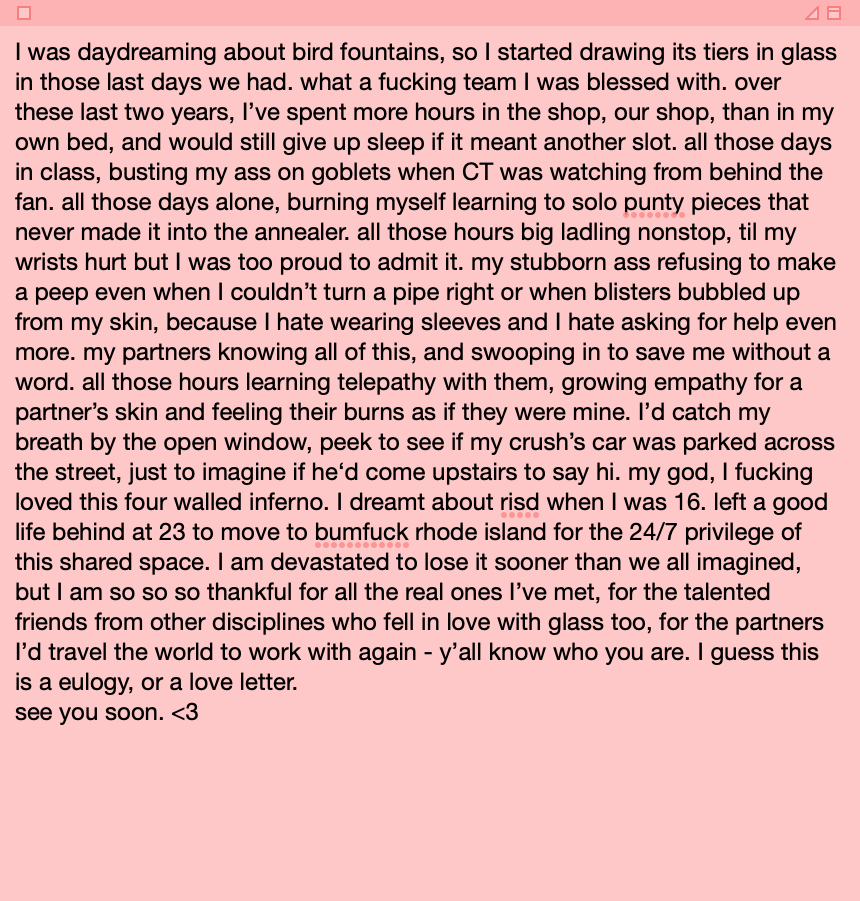 I was daydreaming about bird fountains, so I started drawing its tiers in glass
in those last days we had. what a fucking team I was blessed with. over
these last two years, I’ve spent more hours in the shop, our shop, than in my
own bed, and would still give up sleep if it meant another slot. all those days
in class, busting my ass on goblets when CT was watching from behind the
fan. all those days alone, burning myself learning to solo punty pieces that
never made it into the annealer. all those hours big ladling nonstop, til my
wrists hurt but I was too proud to admit it. my stubborn ass refusing to make
a peep even when I couldn’t turn a pipe right or when blisters bubbled up
from my skin, because I hate wearing sleeves and I hate asking for help even
more. my partners knowing all of this, and swooping in to save me without a
word. all those hours learning telepathy with them, growing empathy for a
partner’s skin and feeling their burns as if they were mine. I’d catch my
breath by the open window, peek to see if my crush’s car was parked across
the street, just to imagine if he‘d come upstairs to say hi. my god, I fucking
loved this four walled inferno. I dreamt about risd when I was 16. left a good
life behind at 23 to move to bumfuck rhode island for the 24/7 privilege of
this shared space. I am devastated to lose it sooner than we all imagined,
but I am so so so thankful for all the real ones I’ve met, for the talented
friends from other disciplines who fell in love with glass too, for the partners
I’d travel the world to work with again - y’all know who you are. I guess this
is a eulogy, or a love letter.
see you soon. <3